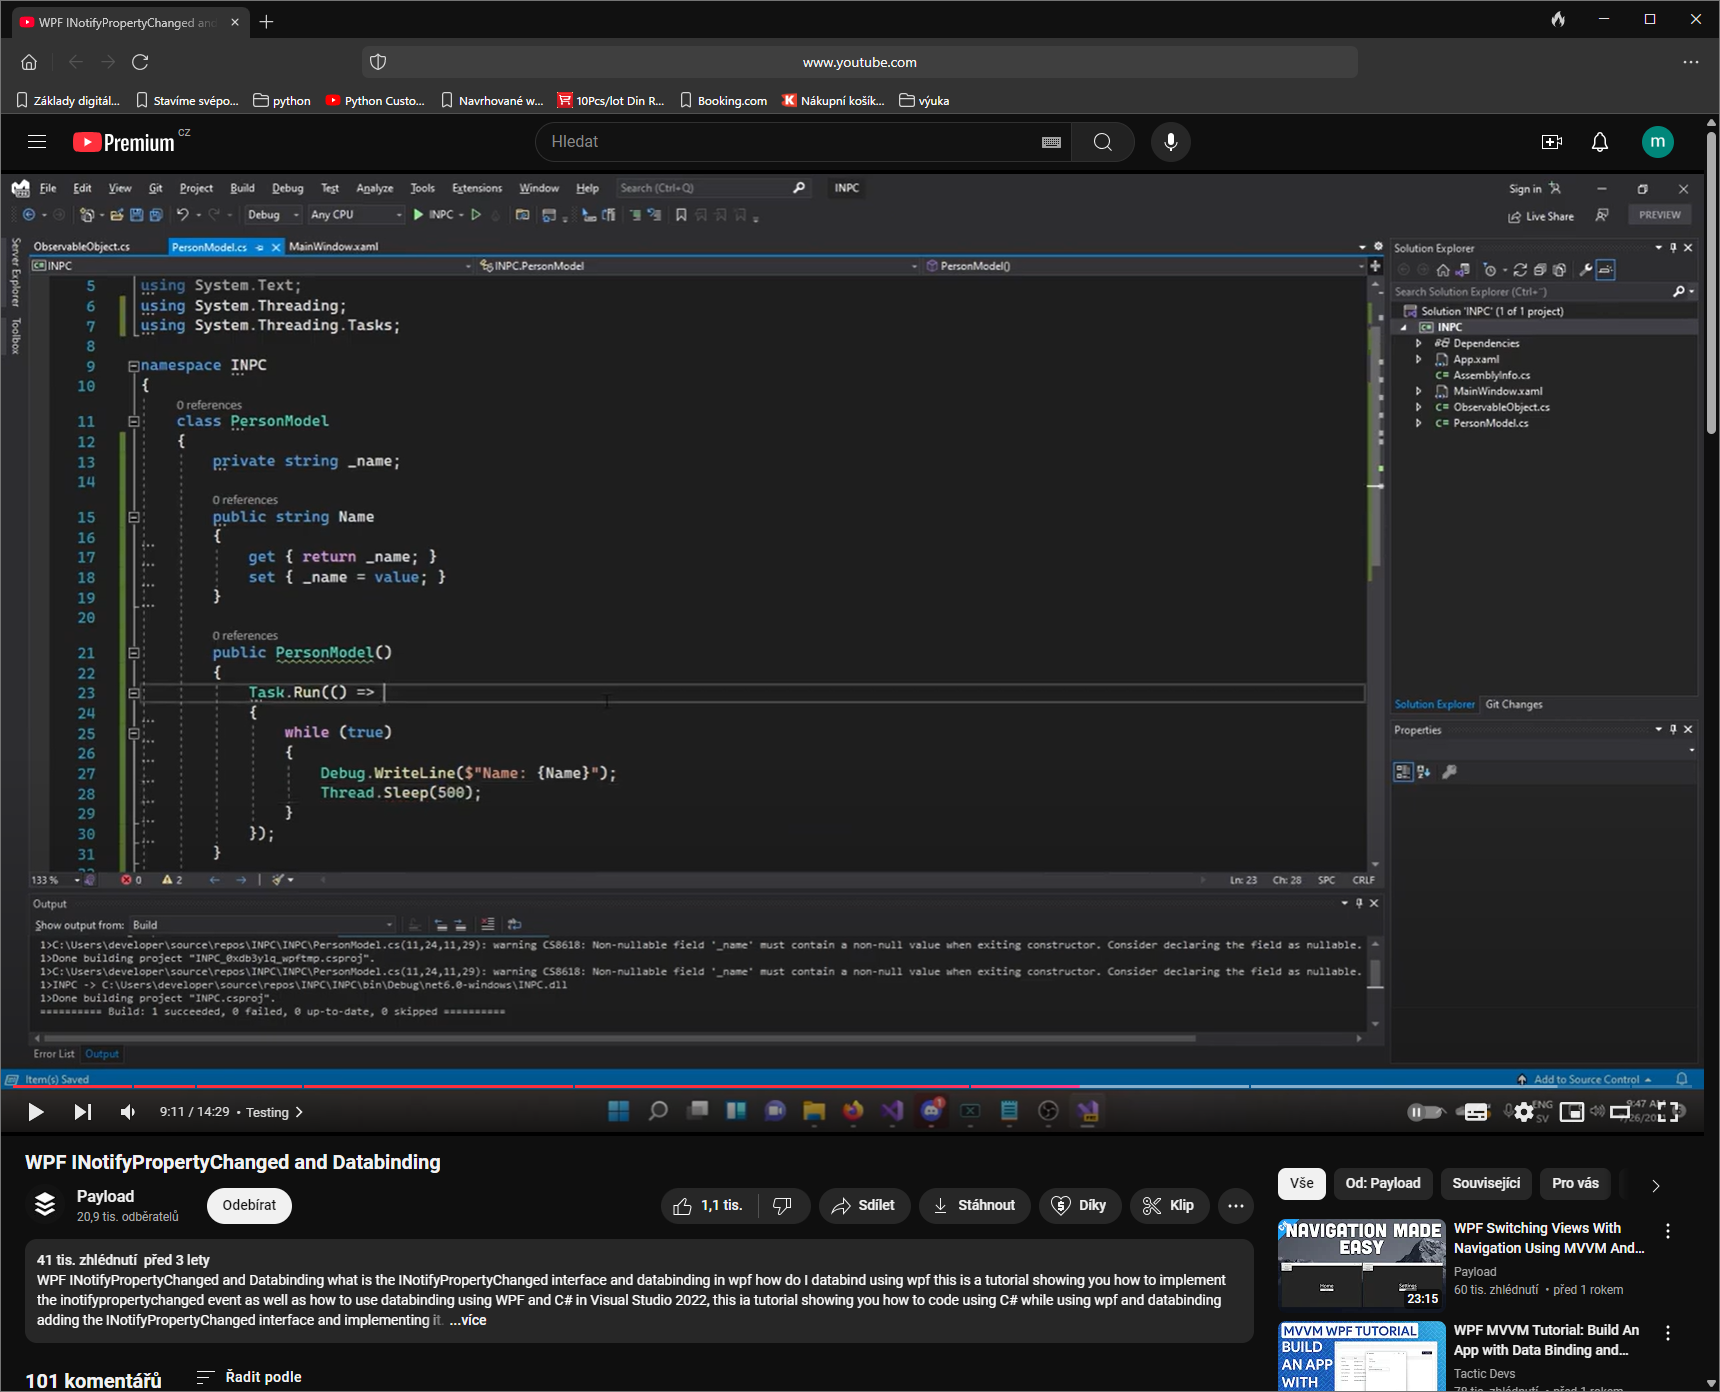 WPF INotifyPropertyChanged and
www.youtube.com
Základy digitál...
Stavíme svépo...
python
Python Custo...
Navrhované w...
10Pcs/lot Din R...
Booking.com
Nákupní košík...
výuka
Premium CZ
Hledat
m
File Edit View Git Project Build Debug Test Analyze Tools Extensions Window Help Search (Ctrl+Q) INPC
Sign in
Debug Any CPU INPC
Live Share
PREVIEW
Server Explorer
Toolbox
ObservableObject.cs PersonModel.cs MainWindow.xaml
INPC INPC.PersonModel PersonModel()
5 using System.Text;
6 using System.Threading;
7 using System.Threading.Tasks;
8
9 namespace INPC
10 {
0 references
11 class PersonModel
12 {
13 private string _name;
14
0 references
15 public string Name
16 {
17 get { return _name; }
18 set { _name = value; }
19 }
20
0 references
21 public PersonModel()
22 {
23 Task.Run(() =>
24 {
25 while (true)
26 {
27 Debug.WriteLine($"Name: {Name}");
28 Thread.Sleep(500);
29 }
30 });
31 }
133 % 0 2 Ln: 23 Ch: 28 SPC CRLF
Solution Explorer
Search Solution Explorer (Ctrl+¨)
Solution 'INPC' (1 of 1 project)
INPC
Dependencies
App.xaml
AssemblyInfo.cs
MainWindow.xaml
ObservableObject.cs
PersonModel.cs
Solution Explorer Git Changes
Properties
Output
Show output from: Build
1>C:\Users\developer\source\repos\INPC\INPC\PersonModel.cs(11,24,11,29): warning CS8618: Non-nullable field '_name' must contain a non-null value when exiting constructor. Consider declaring the field as nullable.
1>Done building project "INPC_0xdb3ylq_wpftmp.csproj".
1>C:\Users\developer\source\repos\INPC\INPC\PersonModel.cs(11,24,11,29): warning CS8618: Non-nullable field '_name' must contain a non-null value when exiting constructor. Consider declaring the field as nullable.
1>INPC -> C:\Users\developer\source\repos\INPC\INPC\bin\Debug\net6.0-windows\INPC.dll
1>Done building project "INPC.csproj".
========== Build: 1 succeeded, 0 failed, 0 up-to-date, 0 skipped ==========
Error List Output
Item(s) Saved
Add to Source Control
9:11 / 14:29 • Testing
1
ENG
SV
9:47
WPF INotifyPropertyChanged and Databinding
Payload
20,9 tis. odběratelů
Odebírat
1,1 tis.
Sdílet
Stáhnout
Díky
Klip
41 tis. zhlédnutí před 3 lety
WPF INotifyPropertyChanged and Databinding what is the INotifyPropertyChanged interface and databinding in wpf how do I databind using wpf this is a tutorial showing you how to implement
the inotifypropertychanged event as well as how to use databinding using WPF and C# in Visual Studio 2022, this ia tutorial showing you how to code using C# while using wpf and databinding
adding the INotifyPropertyChanged interface and implementing it. ...více
101 komentářů
Řadit podle
Vše
Od: Payload
Související
Pro vás
NAVIGATION MADE
EASY
Home
Settings
23:15
WPF Switching Views With
Navigation Using MVVM And...
Payload
60 tis. zhlédnutí • před 1 rokem
MVVM WPF TUTORIAL
BUILD
AN APP
WITH
WPF MVVM Tutorial: Build An
App with Data Binding and...
Tactic Devs
78 tis. zhlédnutí • před 1 rokem